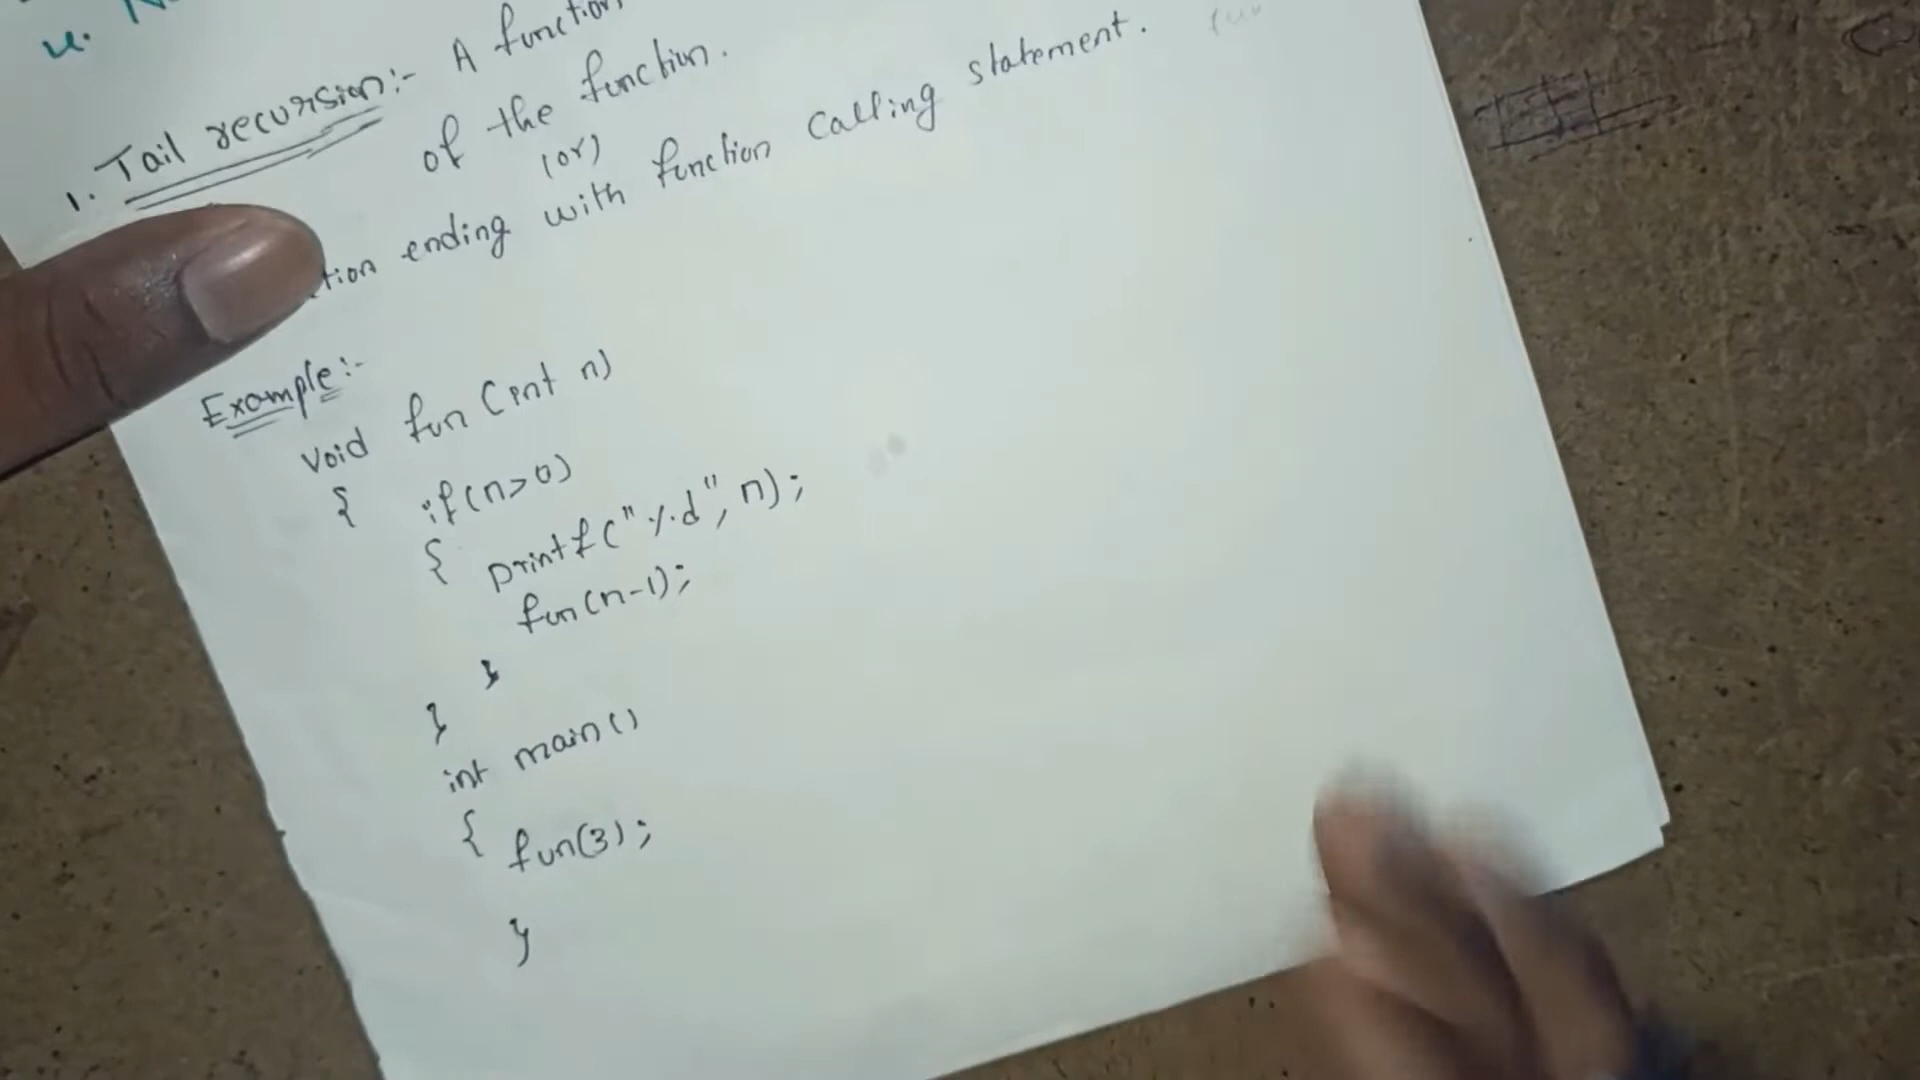 4.
1. Tail recursion:- A function
of the function.
(or)
ending with function calling statement.
Example:-
void fun (int n)
{ if(n>0)
{ printf("%d", n);
fun(n-1);
}
}
int main()
{ fun(3);
}